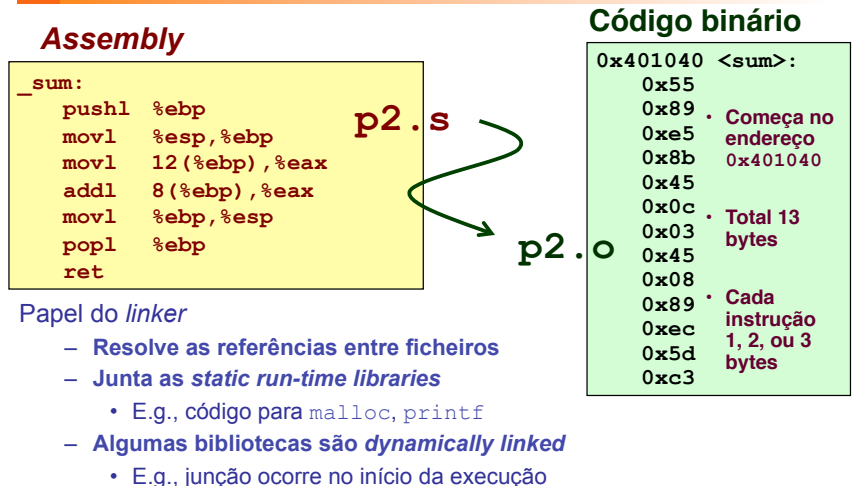 Assembly
_sum:
pushl %ebp
movl %esp,%ebp
movl 12(%ebp),%eax
addl 8(%ebp),%eax
movl %ebp,%esp
popl %ebp
ret
p2.s
p2.o
Código binário
0x401040 <sum>:
0x55
0x89
0xe5
0x8b
0x45
0x0c
0x03
0x45
0x08
0x89
0xec
0x5d
0xc3
• Começa no
endereço
0x401040
• Total 13
bytes
• Cada
instrução
1, 2, ou 3
bytes
Papel do linker
– Resolve as referências entre ficheiros
– Junta as static run-time libraries
• E.g., código para malloc, printf
– Algumas bibliotecas são dynamically linked
• E.g., junção ocorre no início da execução